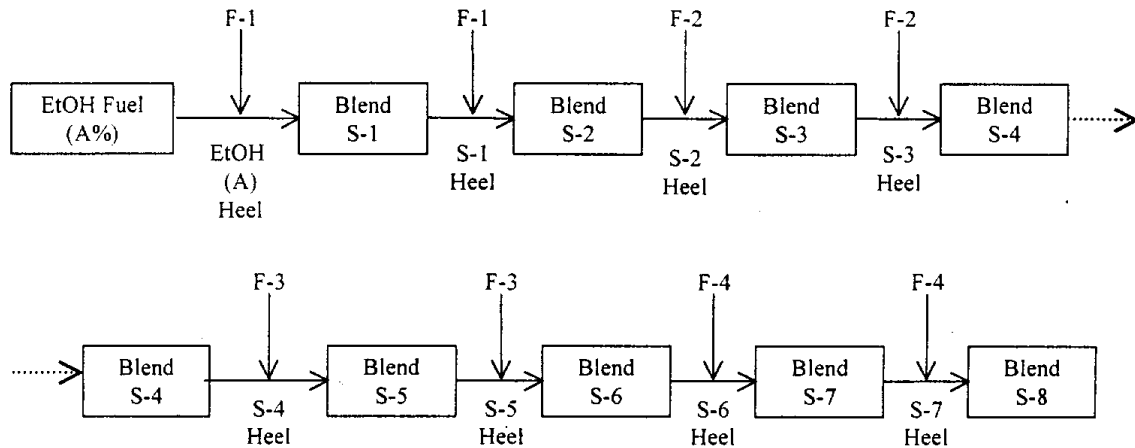 F-1 F-1 F-2 F-2
EtOH Fuel Blend Blend Blend Blend
(A%) S-1 S-2 S-3 S-4
EtOH S-1 S-2 S-3
(A) Heel Heel Heel
Heel
F-3 F-3 F-4 F-4
Blend Blend Blend Blend Blend
S-4 S-5 S-6 S-7 S-8
S-4 S-5 S-6 S-7
Heel Heel Heel Heel